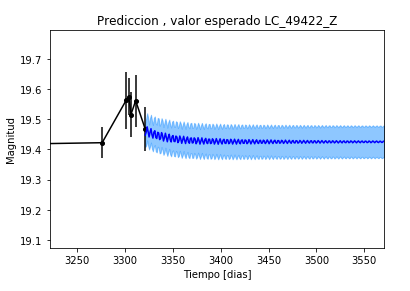 Prediccion , valor esperado LC_49422_Z
19.7
19.6
19.5
19.4
19.3
19.2
19.1
Magnitud
3250 3300 3350 3400 3450 3500 3550
Tiempo [dias]